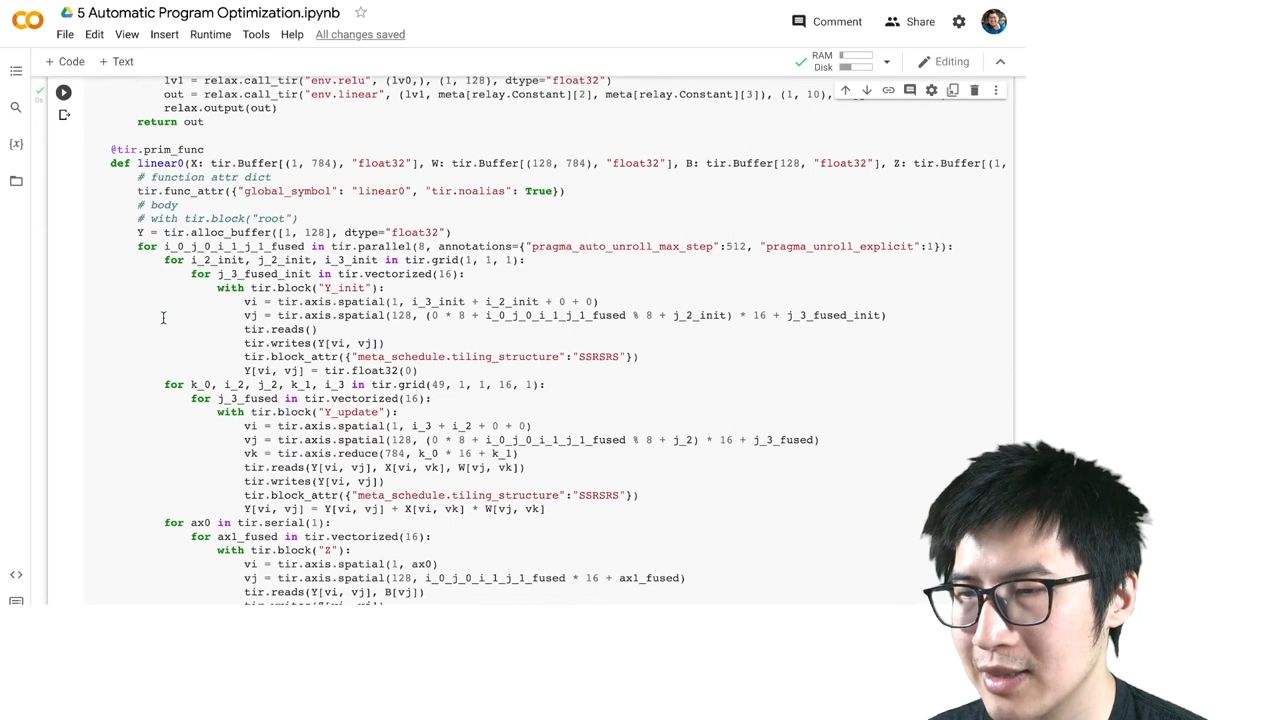 5 Automatic Program Optimization.ipynb
File Edit View Insert Runtime Tools Help All changes saved
Comment Share
+ Code + Text
RAM
Disk
Editing
lv1 = relax.call_tir("env.relu", (lv0,), (1, 128), dtype="float32")
out = relax.call_tir("env.linear", (lv1, meta[relay.Constant][2], meta[relay.Constant][3]), (1, 10),
relax.output(out)
return out
@tir.prim_func
def linear0(X: tir.Buffer[(1, 784), "float32"], W: tir.Buffer[(128, 784), "float32"], B: tir.Buffer[128, "float32"], Z: tir.Buffer[(1,
# function attr dict
tir.func_attr({"global_symbol": "linear0", "tir.noalias": True})
# body
# with tir.block("root")
Y = tir.alloc_buffer([1, 128], dtype="float32")
for i_0_j_0_i_1_j_1_fused in tir.parallel(8, annotations={"pragma_auto_unroll_max_step":512, "pragma_unroll_explicit":1}):
for i_2_init, j_2_init, i_3_init in tir.grid(1, 1, 1):
for j_3_fused_init in tir.vectorized(16):
with tir.block("Y_init"):
vi = tir.axis.spatial(1, i_3_init + i_2_init + 0 + 0)
vj = tir.axis.spatial(128, (0 * 8 + i_0_j_0_i_1_j_1_fused % 8 + j_2_init) * 16 + j_3_fused_init)
tir.reads()
tir.writes(Y[vi, vj])
tir.block_attr({"meta_schedule.tiling_structure":"SSRSRS"})
Y[vi, vj] = tir.float32(0)
for k_0, i_2, j_2, k_1, i_3 in tir.grid(49, 1, 1, 16, 1):
for j_3_fused in tir.vectorized(16):
with tir.block("Y_update"):
vi = tir.axis.spatial(1, i_3 + i_2 + 0 + 0)
vj = tir.axis.spatial(128, (0 * 8 + i_0_j_0_i_1_j_1_fused % 8 + j_2) * 16 + j_3_fused)
vk = tir.axis.reduce(784, k_0 * 16 + k_1)
tir.reads(Y[vi, vj], X[vi, vk], W[vj, vk])
tir.writes(Y[vi, vj])
tir.block_attr({"meta_schedule.tiling_structure":"SSRSRS"})
Y[vi, vj] = Y[vi, vj] + X[vi, vk] * W[vj, vk]
for ax0 in tir.serial(1):
for ax1_fused in tir.vectorized(16):
with tir.block("Z"):
vi = tir.axis.spatial(1, ax0)
vj = tir.axis.spatial(128, i_0_j_0_i_1_j_1_fused * 16 + ax1_fused)
tir.reads(Y[vi, vj], B[vj])